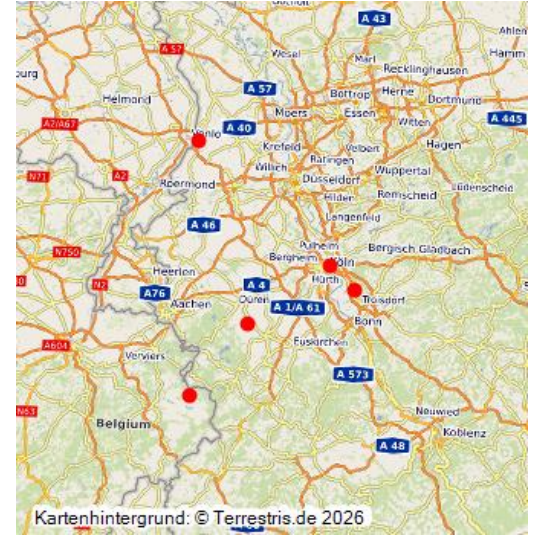 A 43
Ahlen
A 57
Wesel
Marl
Recklinghausen
Hamm
burg
A 57
Helmond
Bottrop
Herne
Dortmund
Moers
Essen
A2/A67
A 40
Witten
A 445
Venlo
Krefeld
Velbert
Hagen
Ratingen
Willich
N71
A2
Düsseldorf
Wuppertal
Roermond
Lüdenscheid
Hilden
Remscheid
Langenfeld
A 46
Pulheim
N750
Bergheim
Köln
Bergisch Gladbach
Heerlen
Hürth
N2
A76
A 4
Düren
Troisdorf
Aachen
A 1/A 61
Bonn
A604
Euskirchen
Verviers
A 573
N63
Neuwied
Belgium
Koblenz
A 48
Kartenhintergrund: © Terrestris.de 2026